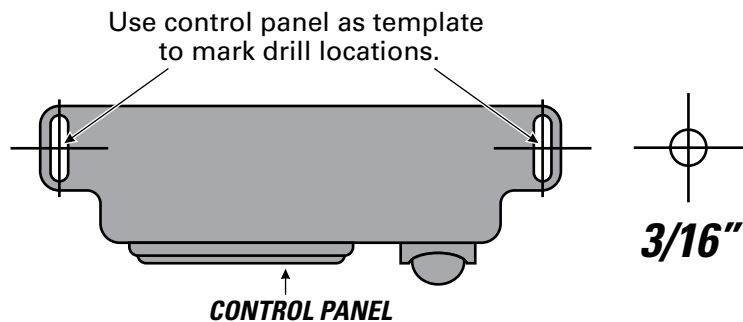 Use control panel as template
to mark drill locations.
3/16"
CONTROL PANEL